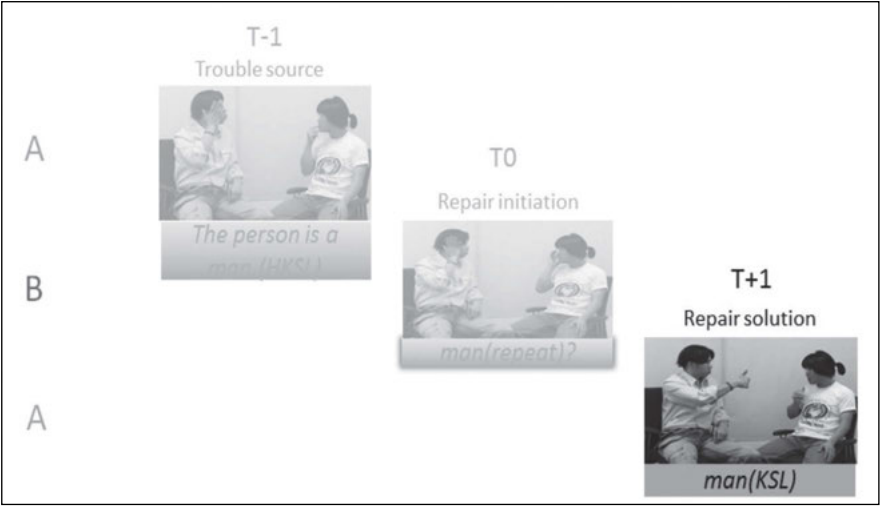 T-1
Trouble source
A
The person is a
man (HKSL)
T0
Repair initiation
B
man(repeat)?
T+1
Repair solution
A
man(KSL)